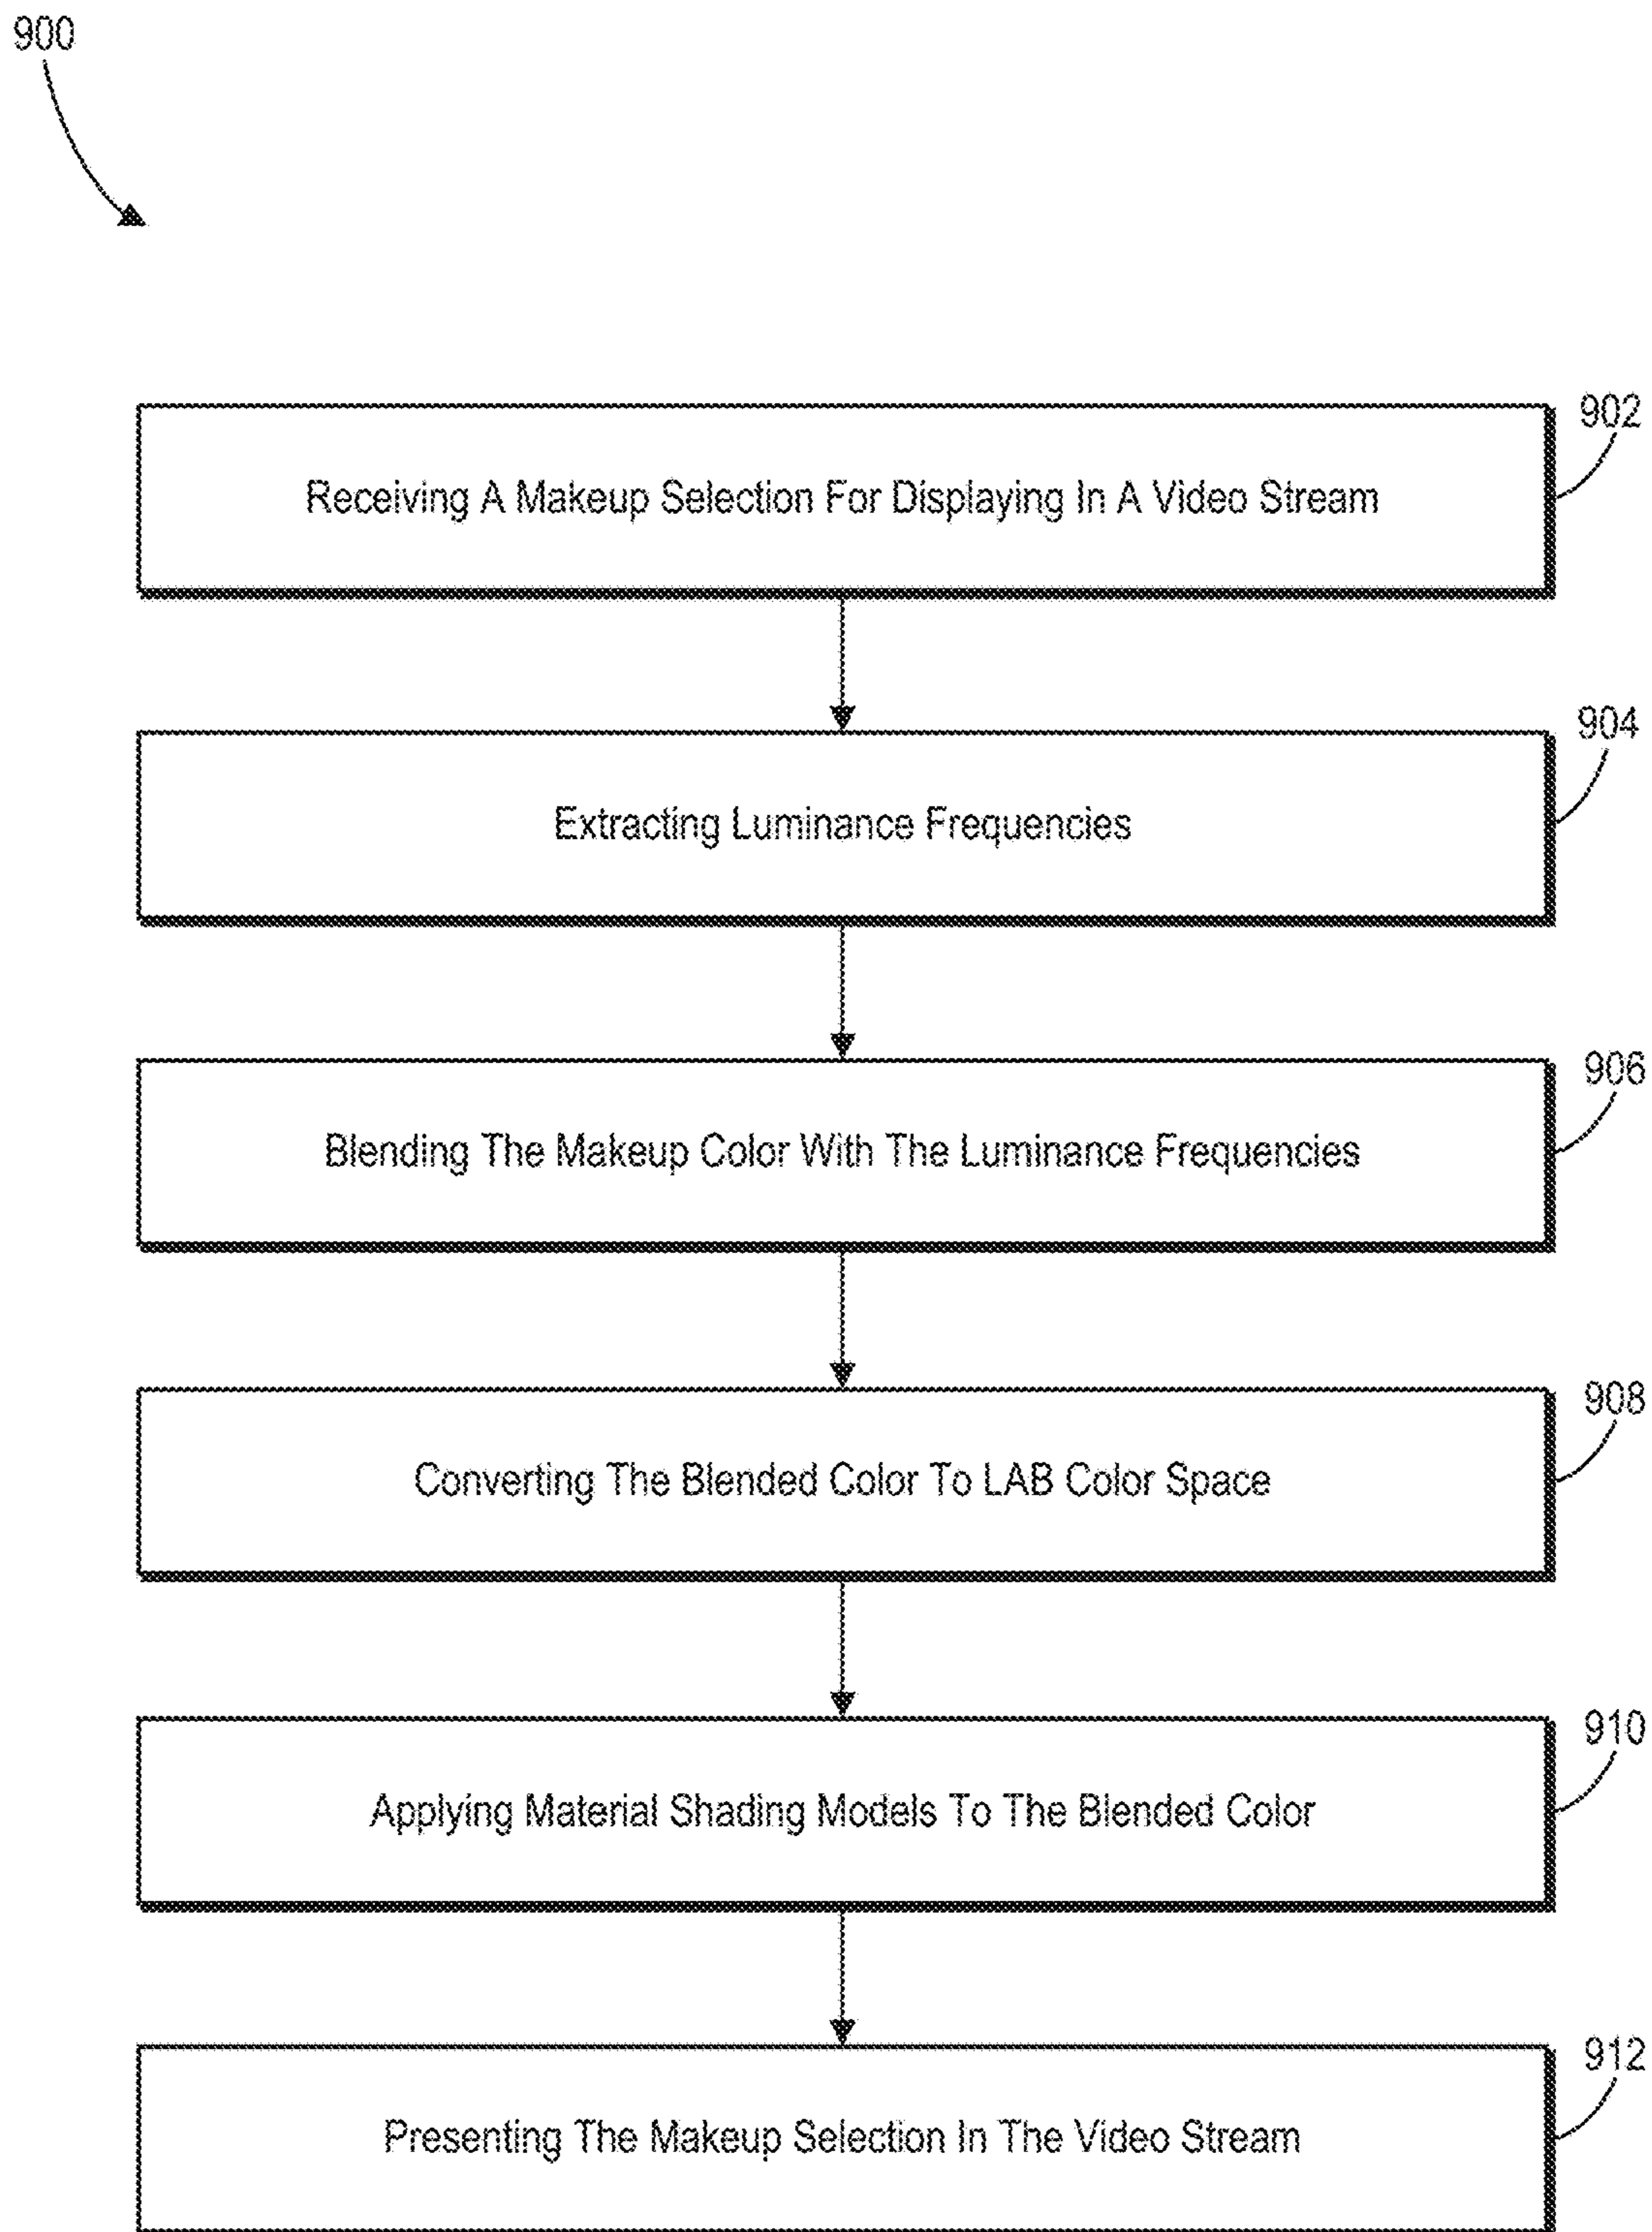 900
902
Receiving A Makeup Selection For Displaying In A Video Stream
904
Extracting Luminance Frequencies
906
Blending The Makeup Color With The Luminance Frequencies
908
Converting The Blended Color To LAB Color Space
910
Applying Material Shading Models To The Blended Color
912
Presenting The Makeup Selection In The Video Stream